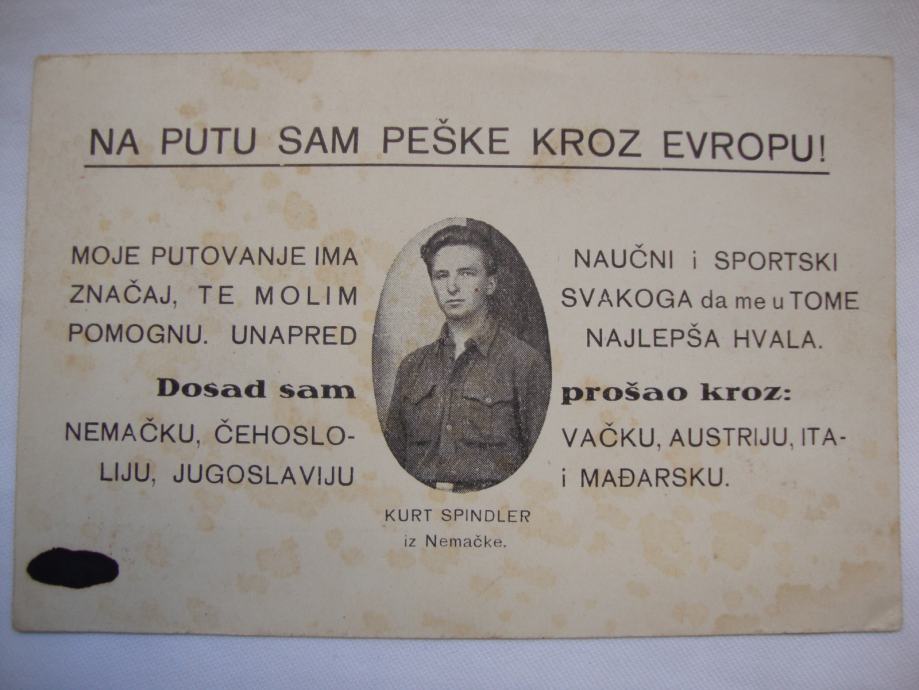 NA PUTU SAM PEŠKE KROZ EVROPU!
MOJE PUTOVANJE IMA NAUČNI i SPORTSKI
ZNAČAJ, TE MOLIM SVAKOGA da me u TOME
POMOGNU. UNAPRED NAJLEPŠA HVALA.
Dosad sam prošao kroz:
NEMAČKU, ČEHOSLO- VAČKU, AUSTRIJU, ITA-
LIJU, JUGOSLAVIJU i MAĐARSKU.
KURT SPINDLER
iz Nemačke.